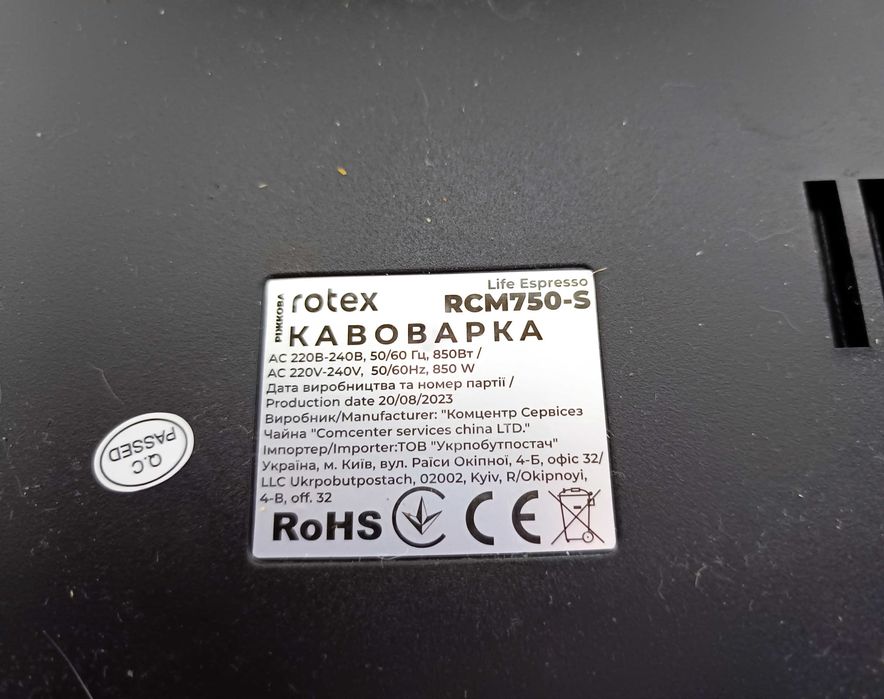 Life Espresso
rotex RCM750-S
РІЖКОВА
КАВОВАРКА
AC 220В-240В, 50/60 Гц, 850Вт /
AC 220V-240V, 50/60Hz, 850 W
Дата виробництва та номер партії /
Production date 20/08/2023
Виробник/Manufacturer: "Комцентр Сервісез
Чайна "Comcenter services china LTD."
Імпортер/Importer:ТОВ "Укрпобутпостач"
Україна, м. Київ, вул. Раїси Окіпної, 4-Б, офіс 32/
LLC Ukrpobutpostach, 02002, Kyiv, R/Okipnoyi,
4-B, off. 32
RoHS CE
Q.C
PASSED